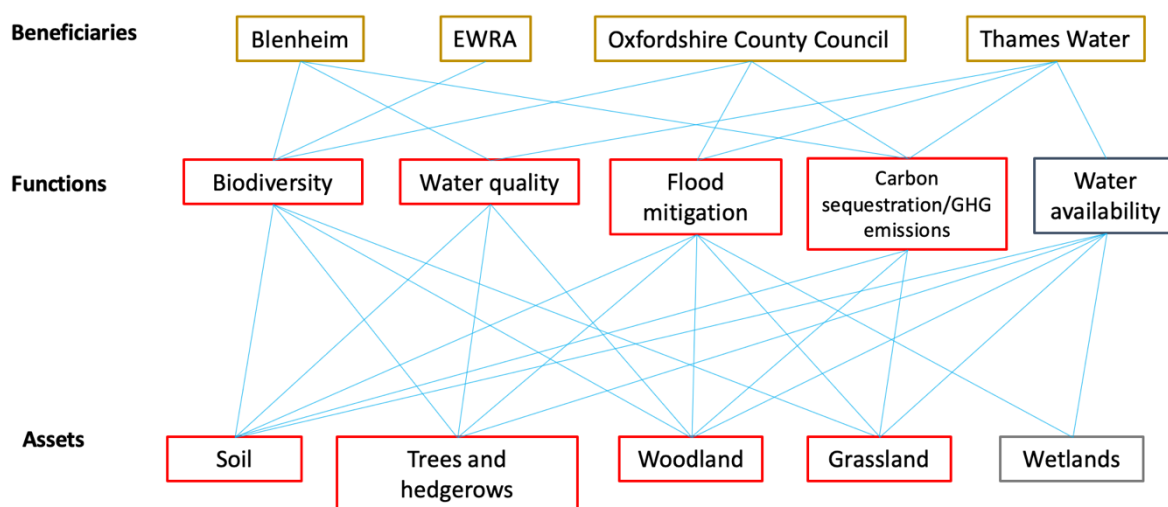 Beneficiaries
Blenheim
EWRA
Oxfordshire County Council
Thames Water
Functions
Biodiversity
Water quality
Flood
mitigation
Carbon
sequestration/GHG
emissions
Water
availability
Assets
Soil
Trees and
hedgerows
Woodland
Grassland
Wetlands